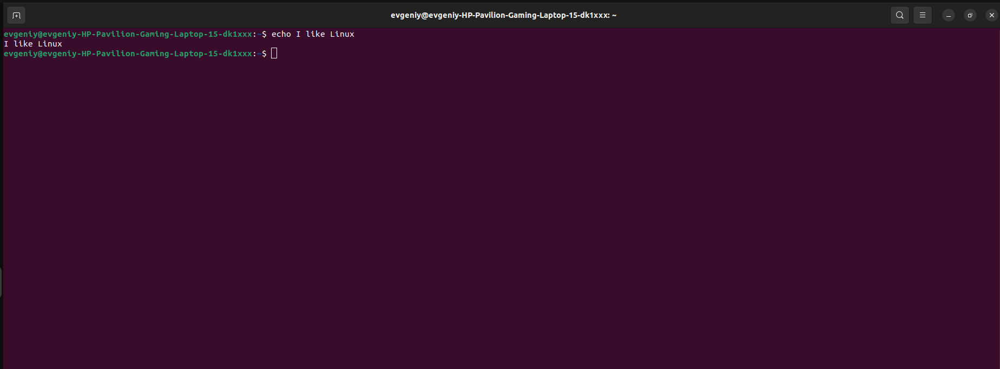 evgeniy@evgeniy-HP-Pavilion-Gaming-Laptop-15-dk1xxx: ~
evgeniy@evgeniy-HP-Pavilion-Gaming-Laptop-15-dk1xxx:~$ echo I like Linux
I like Linux
evgeniy@evgeniy-HP-Pavilion-Gaming-Laptop-15-dk1xxx:~$